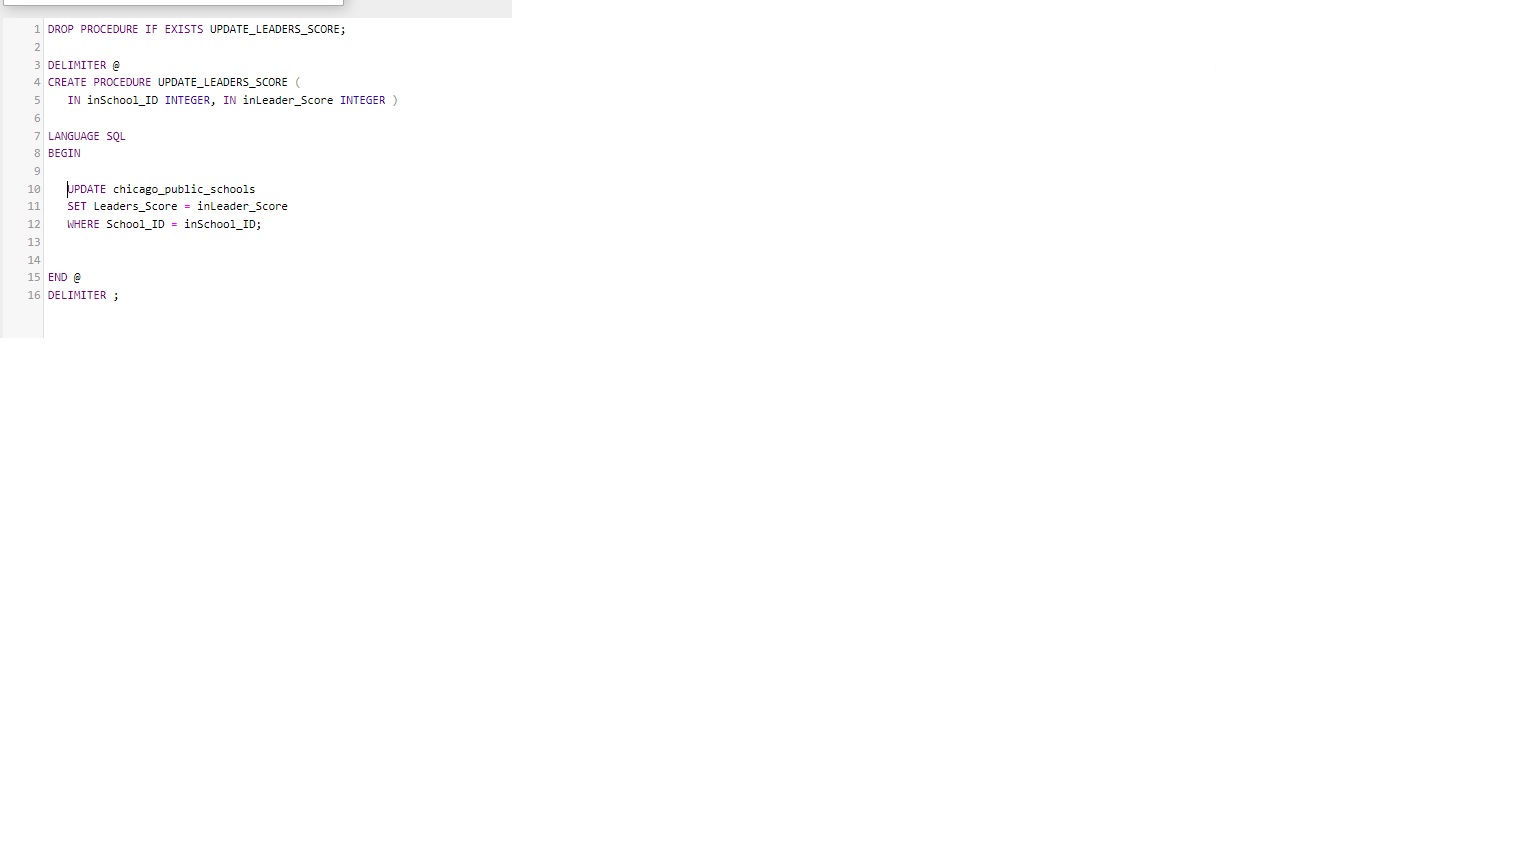 1 DROP PROCEDURE IF EXISTS UPDATE_LEADERS_SCORE;
2
3 DELIMITER @
4 CREATE PROCEDURE UPDATE_LEADERS_SCORE (
5 IN inSchool_ID INTEGER, IN inLeader_Score INTEGER )
6
7 LANGUAGE SQL
8 BEGIN
9
10 UPDATE chicago_public_schools
11 SET Leaders_Score = inLeader_Score
12 WHERE School_ID = inSchool_ID;
13
14
15 END @
16 DELIMITER ;